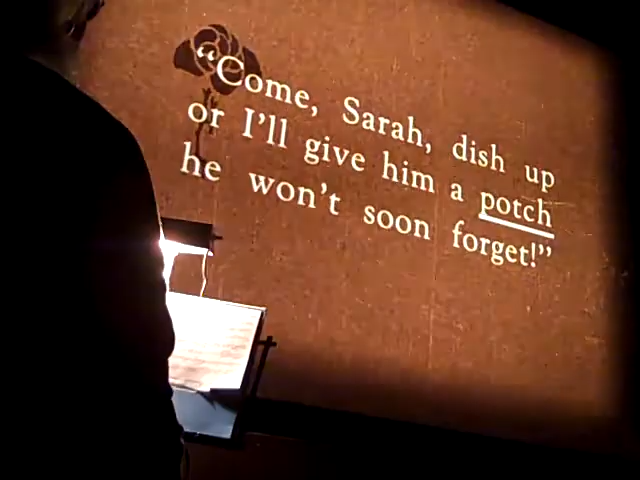 “Come, Sarah, dish up
or I’ll give him a potch
he won’t soon forget!”